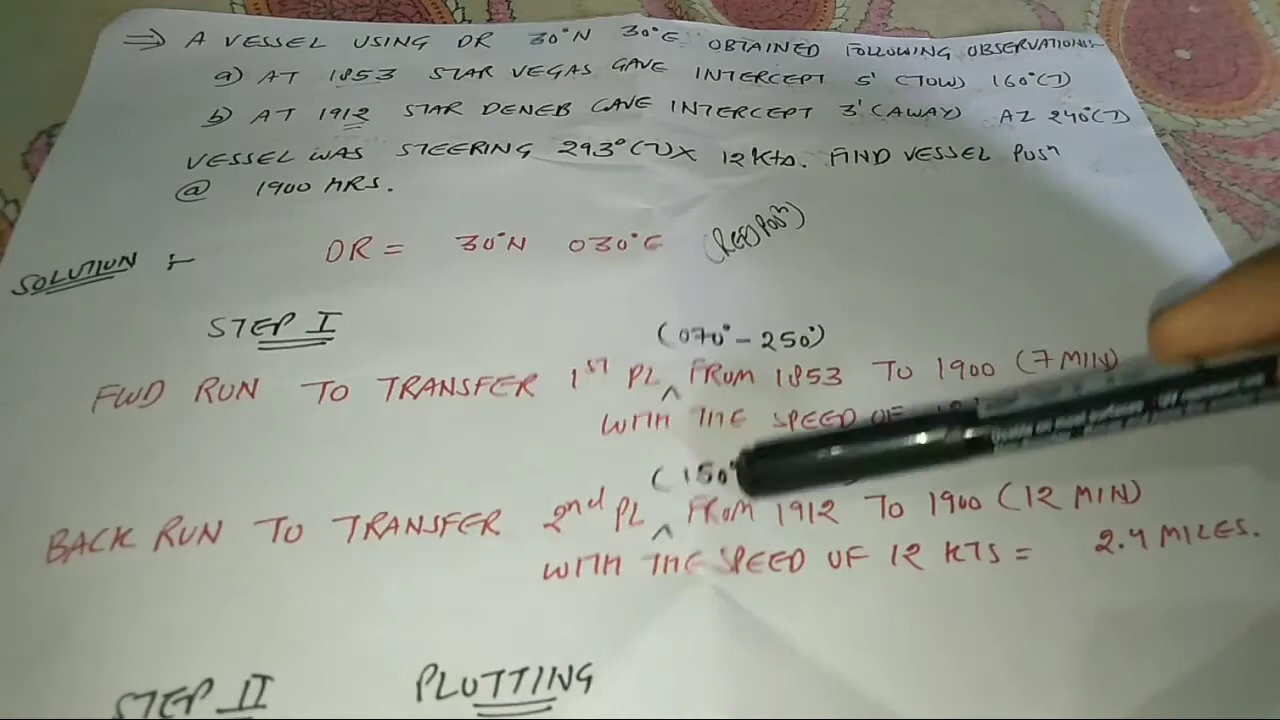 ⇒ A VESSEL USING DR 30°N 30°E OBTAINED FOLLOWING OBSERVATIONS
a) AT 1853 STAR VEGAS GAVE INTERCEPT 5' (TOW) 160°(T)
b) AT 1912 STAR DENEB GAVE INTERCEPT 3' (AWAY) AZ 240°(T)
VESSEL WAS STEERING 293°(T) X 12 Kts. FIND VESSEL POSN
@ 1900 HRS.
SOLUTION :-
DR = 30°N 030°E (RED POSN)
STEP I
(070° - 250°)
FWD RUN TO TRANSFER 1ST PL ^ FROM 1853 TO 1900 (7 MIN)
WITH THE SPEED OF
(150°
BACK RUN TO TRANSFER 2nd PL ^ FROM 1912 TO 1900 (12 MIN)
WITH THE SPEED OF 12 KTS = 2.4 MILES.
STEP II PLOTTING